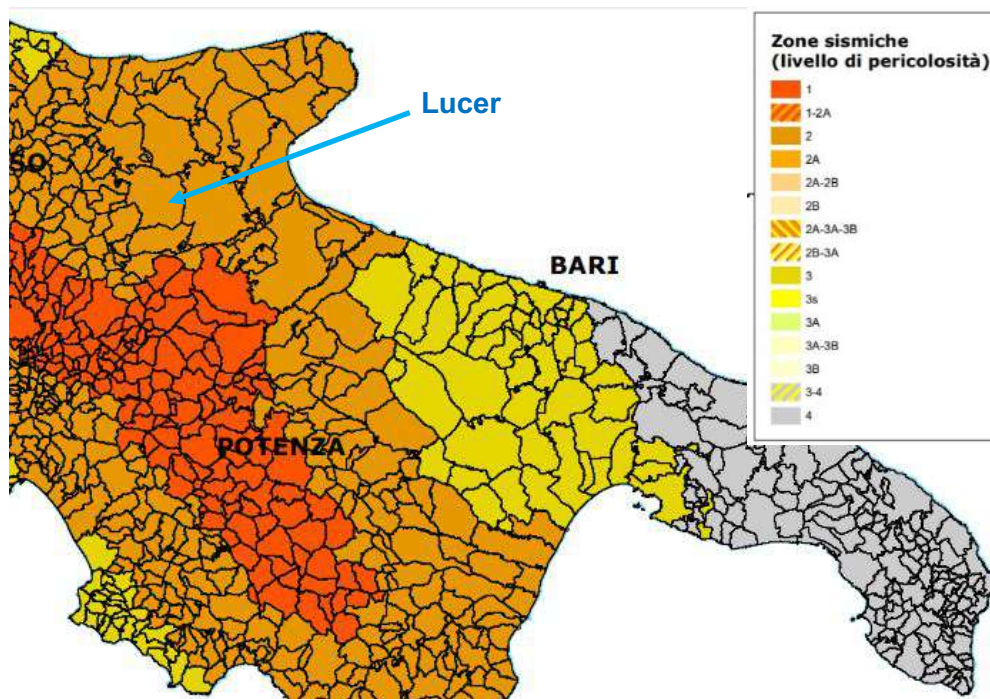 Zone sismiche
(livello di pericolosità)
1
1-2A
2
2A
2A-2B
2B
2A-3A-3B
2B-3A
3
3s
3A
3A-3B
3B
3-4
4
Lucer
SO
BARI
POTENZA